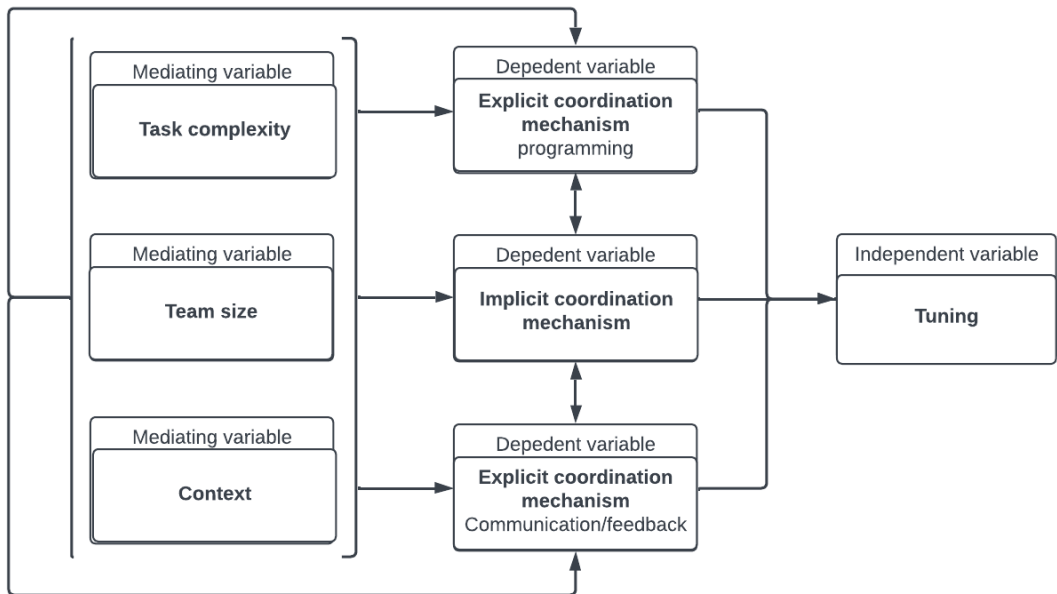 Mediating variable
Task complexity
Mediating variable
Team size
Mediating variable
Context
Depedent variable
Explicit coordination
mechanism
programming
Depedent variable
Implicit coordination
mechanism
Depedent variable
Explicit coordination
mechanism
Communication/feedback
Independent variable
Tuning